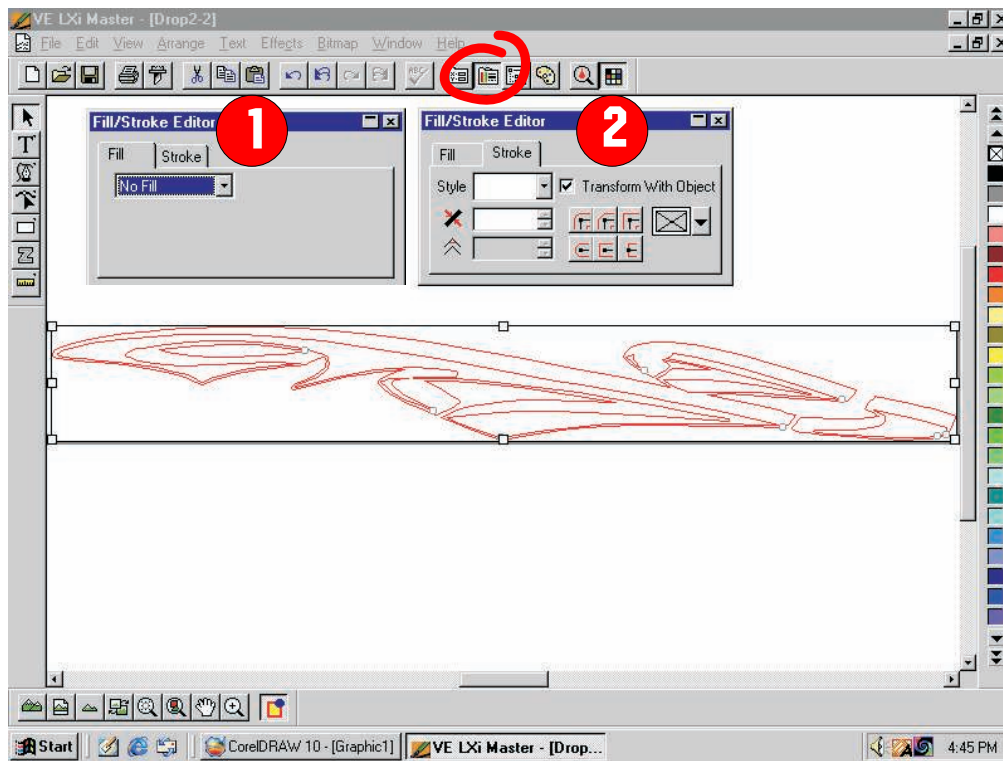 VE LXi Master - [Drop2-2]
File Edit View Arrange Text Effects Bitmap Window Help
ABC
Fill/Stroke Editor
1
Fill Stroke
No Fill
Fill/Stroke Editor
2
Fill Stroke
Style Transform With Object
T
Start CorelDRAW 10 - [Graphic1] VE LXi Master - [Drop... 4:45 PM